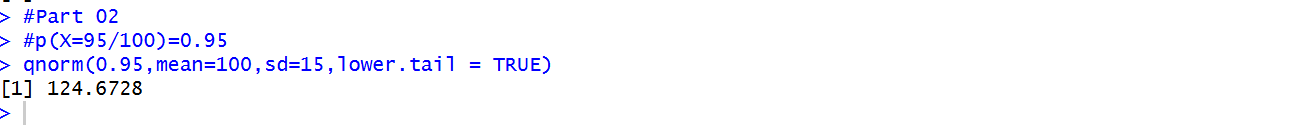 > #Part 02
> #p(X=95/100)=0.95
> qnorm(0.95,mean=100,sd=15,lower.tail = TRUE)
[1] 124.6728
>